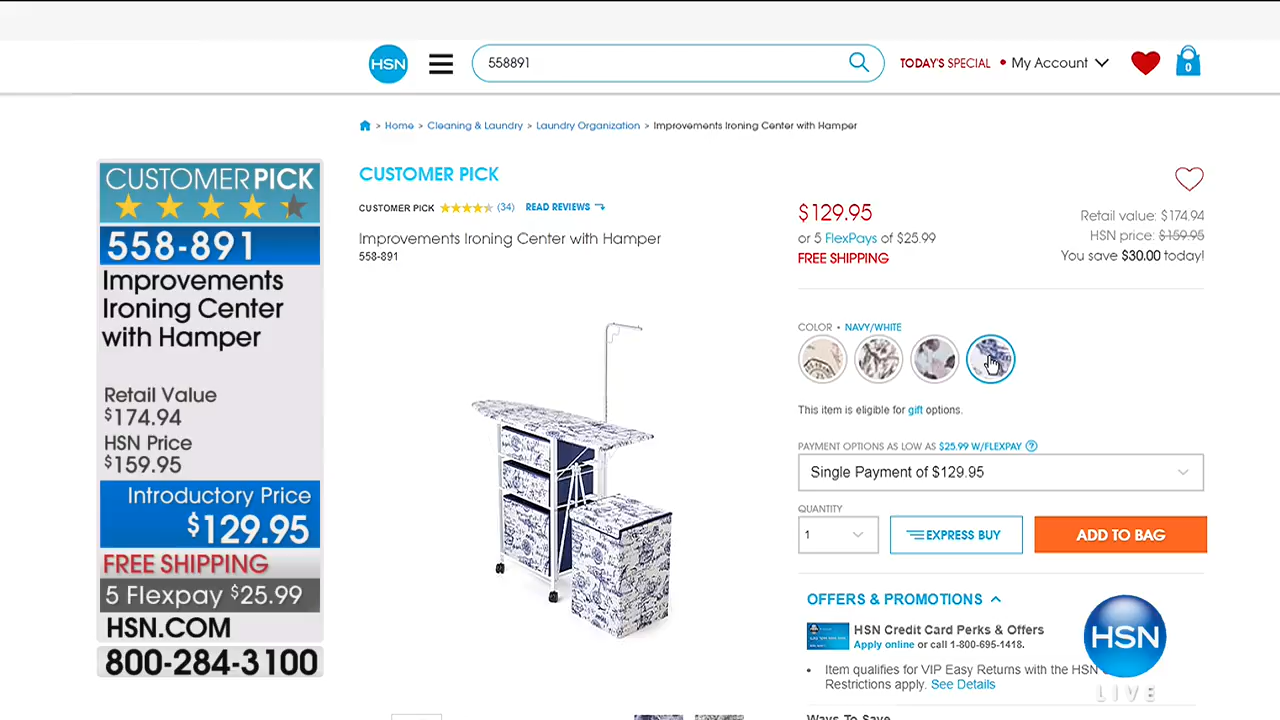 HSN
558891
TODAY'S SPECIAL • My Account
0
> Home > Cleaning & Laundry > Laundry Organization > Improvements Ironing Center with Hamper
CUSTOMER PICK
558-891
Improvements
Ironing Center
with Hamper
Retail Value
$174.94
HSN Price
$159.95
Introductory Price
$129.95
FREE SHIPPING
5 Flexpay $25.99
HSN.COM
800-284-3100
CUSTOMER PICK
CUSTOMER PICK (34) READ REVIEWS
Improvements Ironing Center with Hamper
558-891
$129.95
or 5 FlexPays of $25.99
FREE SHIPPING
Retail value: $174.94
HSN price: $159.95
You save $30.00 today!
COLOR • NAVY/WHITE
This item is eligible for gift options.
PAYMENT OPTIONS AS LOW AS $25.99 W/FLEXPAY ?
Single Payment of $129.95
QUANTITY
1
EXPRESS BUY
ADD TO BAG
OFFERS & PROMOTIONS
HSN Credit Card Perks & Offers
Apply online or call 1-800-695-1418.
• Item qualifies for VIP Easy Returns with the HSN
Restrictions apply. See Details
Ways To Save
HSN
LIVE